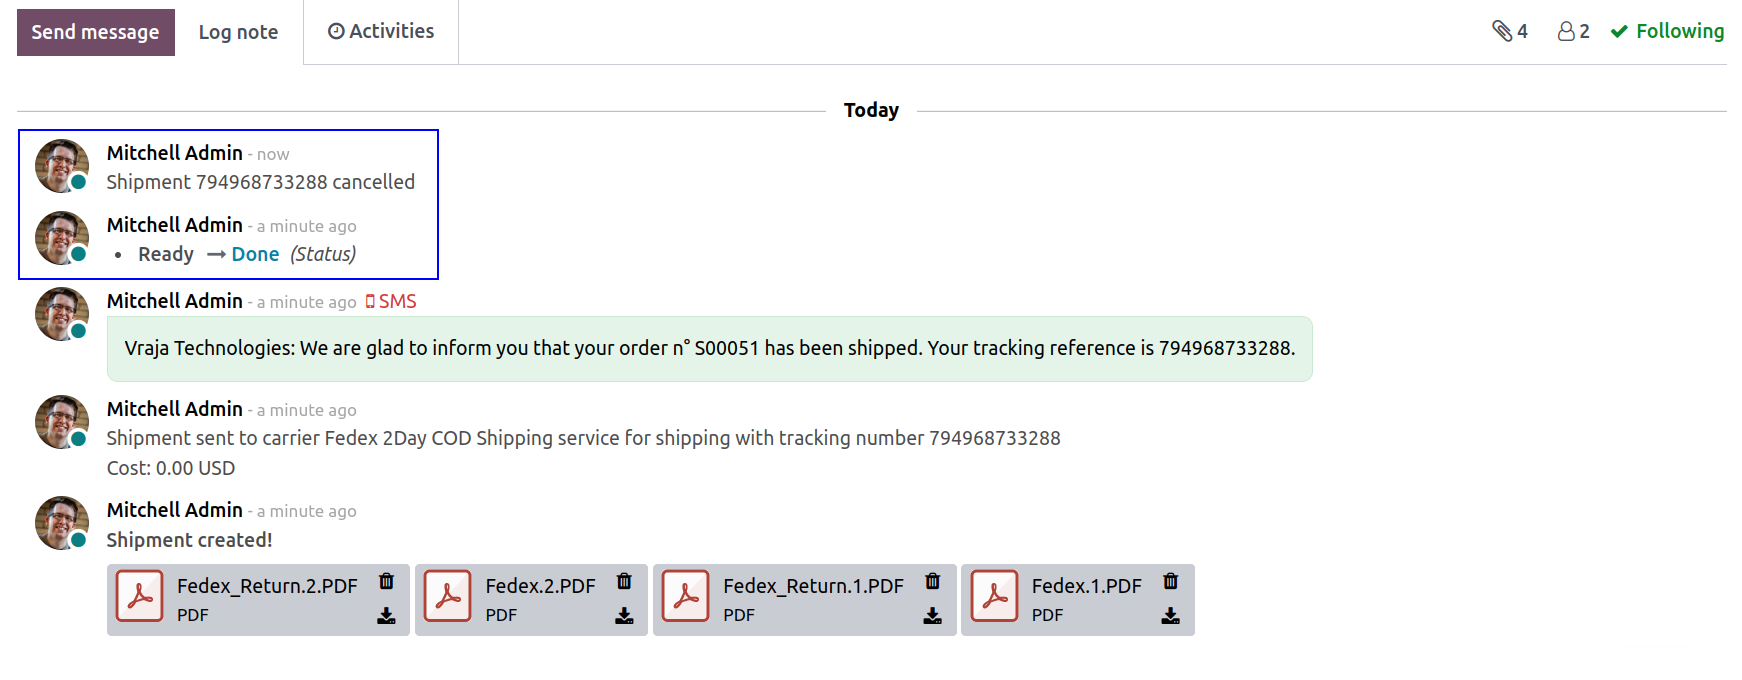 Send message Log note Activities 4 2 Following
Today
Mitchell Admin - now
Shipment 794968733288 cancelled
Mitchell Admin - a minute ago
• Ready → Done (Status)
Mitchell Admin - a minute ago SMS
Vraja Technologies: We are glad to inform you that your order n° S00051 has been shipped. Your tracking reference is 794968733288.
Mitchell Admin - a minute ago
Shipment sent to carrier Fedex 2Day COD Shipping service for shipping with tracking number 794968733288
Cost: 0.00 USD
Mitchell Admin - a minute ago
Shipment created!
Fedex_Return.2.PDF Fedex.2.PDF Fedex_Return.1.PDF Fedex.1.PDF
PDF PDF PDF PDF